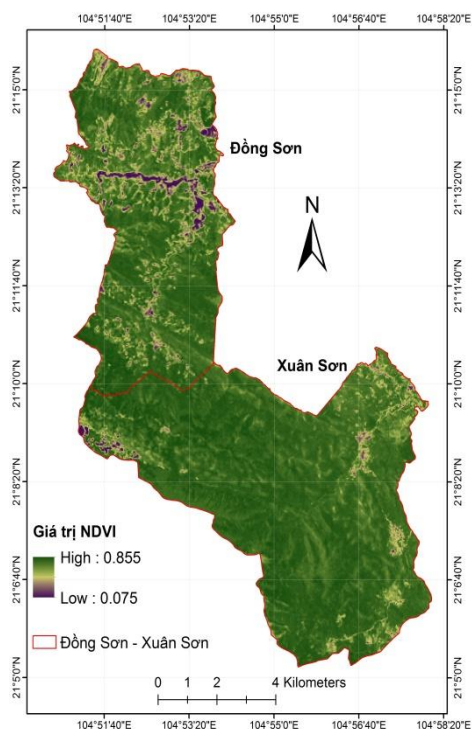 104°51'40"E 104°53'20"E 104°55'0"E 104°56'40"E 104°58'20"E
21°15'0"N
21°15'0"N
Đồng Sơn
21°13'20"N
21°13'20"N
N
21°11'40"N
21°11'40"N
Xuân Sơn
21°10'0"N
21°10'0"N
21°8'20"N
21°8'20"N
Giá trị NDVI
High : 0.855
Low : 0.075
21°6'40"N
21°6'40"N
Đồng Sơn - Xuân Sơn
21°5'0"N
21°5'0"N
0 1 2 4 Kilometers
104°51'40"E 104°53'20"E 104°55'0"E 104°56'40"E 104°58'20"E